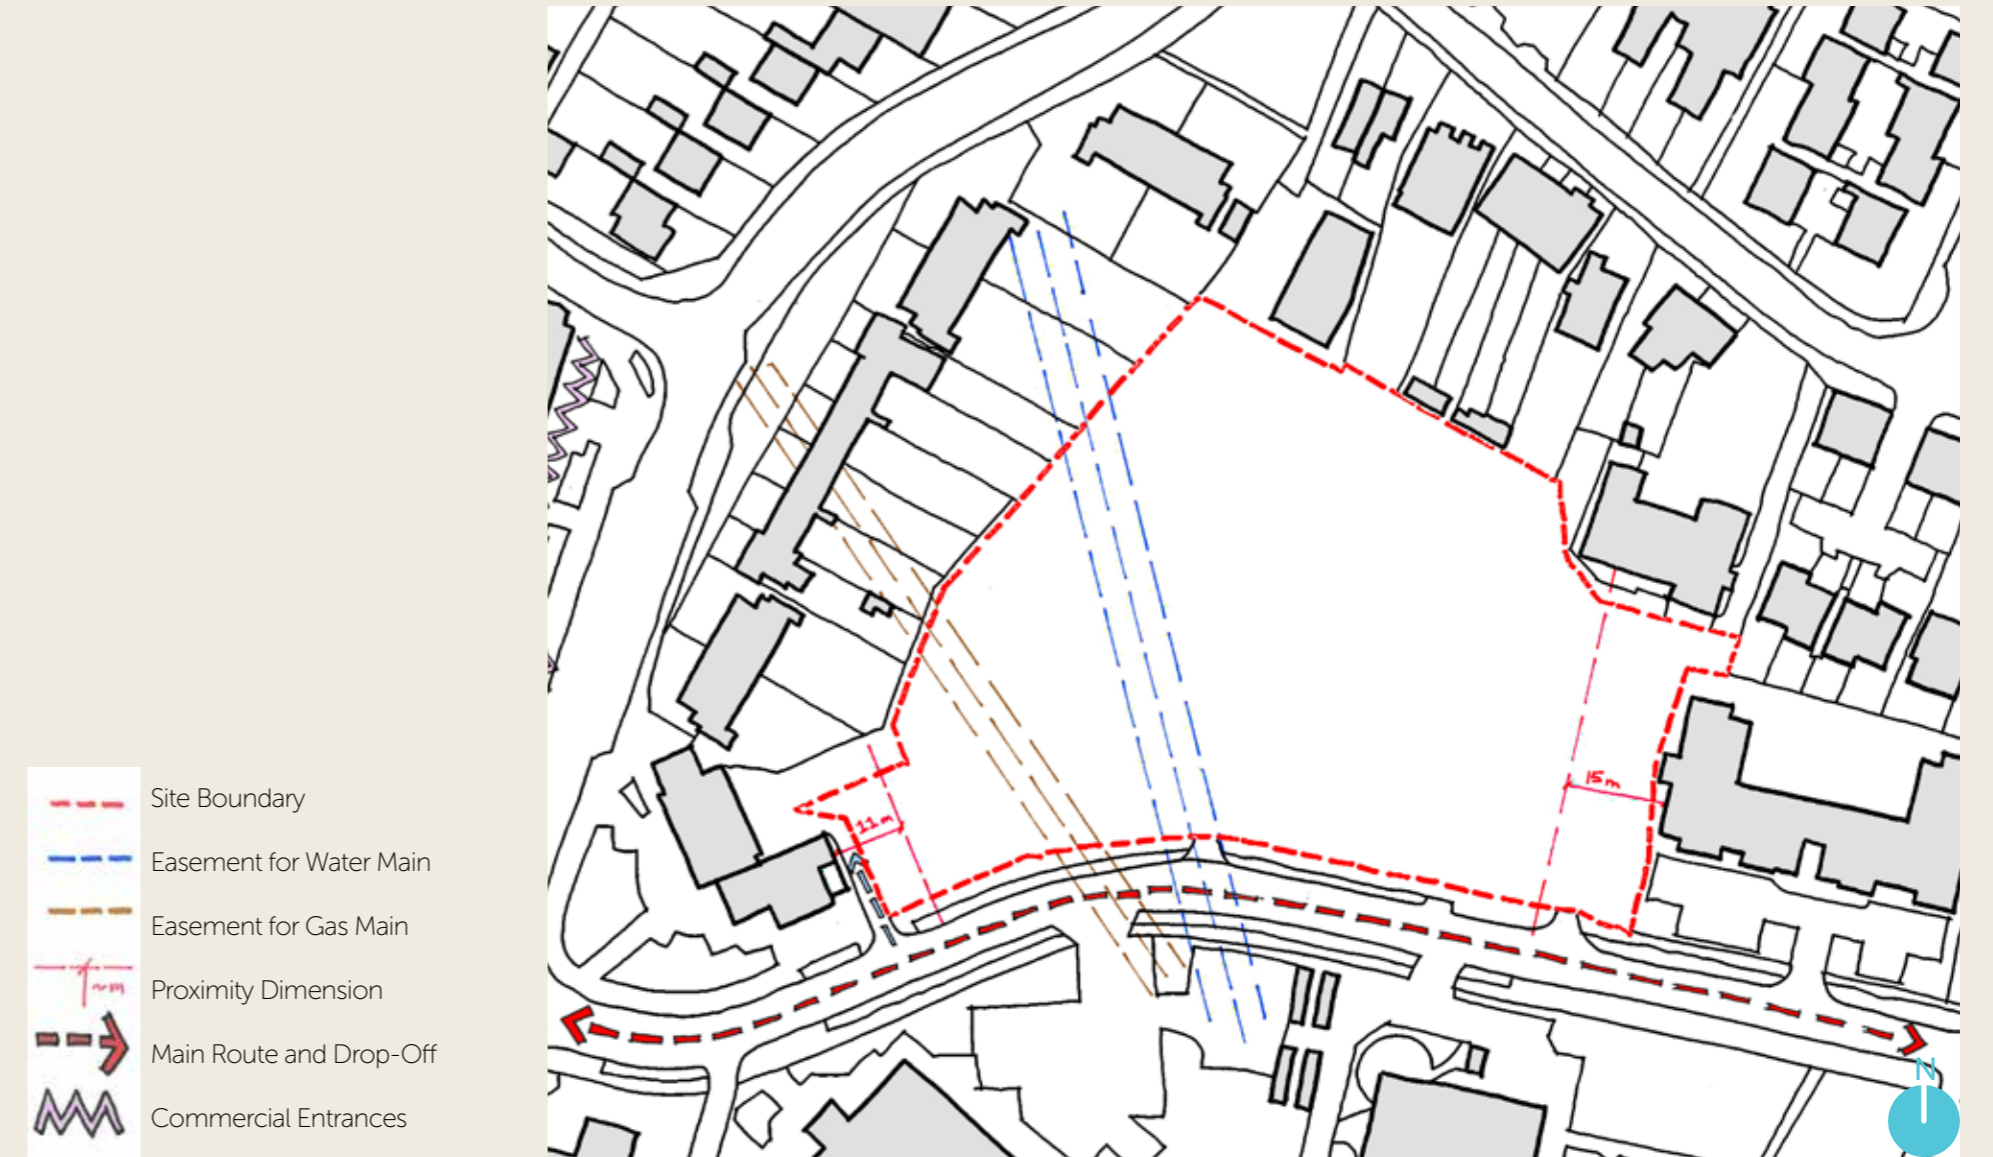 Site Boundary
Easement for Water Main
Easement for Gas Main
Proximity Dimension
Main Route and Drop-Off
Commercial Entrances
11m
15m
N